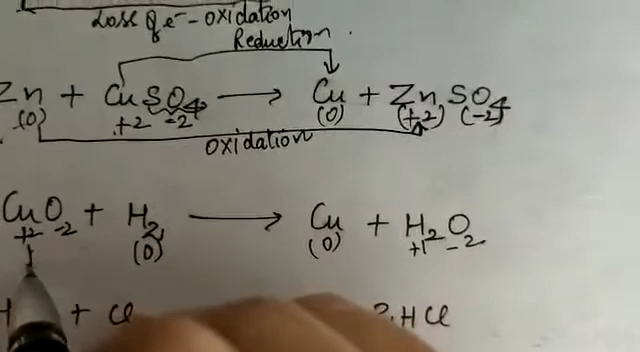 Loss of e⁻ - oxidation
Reduction.
Zn + CuSO4 → Cu + ZnSO4
(0) +2 -2 (0) (+2) (-2)
oxidation
CuO + H2 → Cu + H2O
+2 -2 (0) (0) +1 -2
+ Cl 2HCl